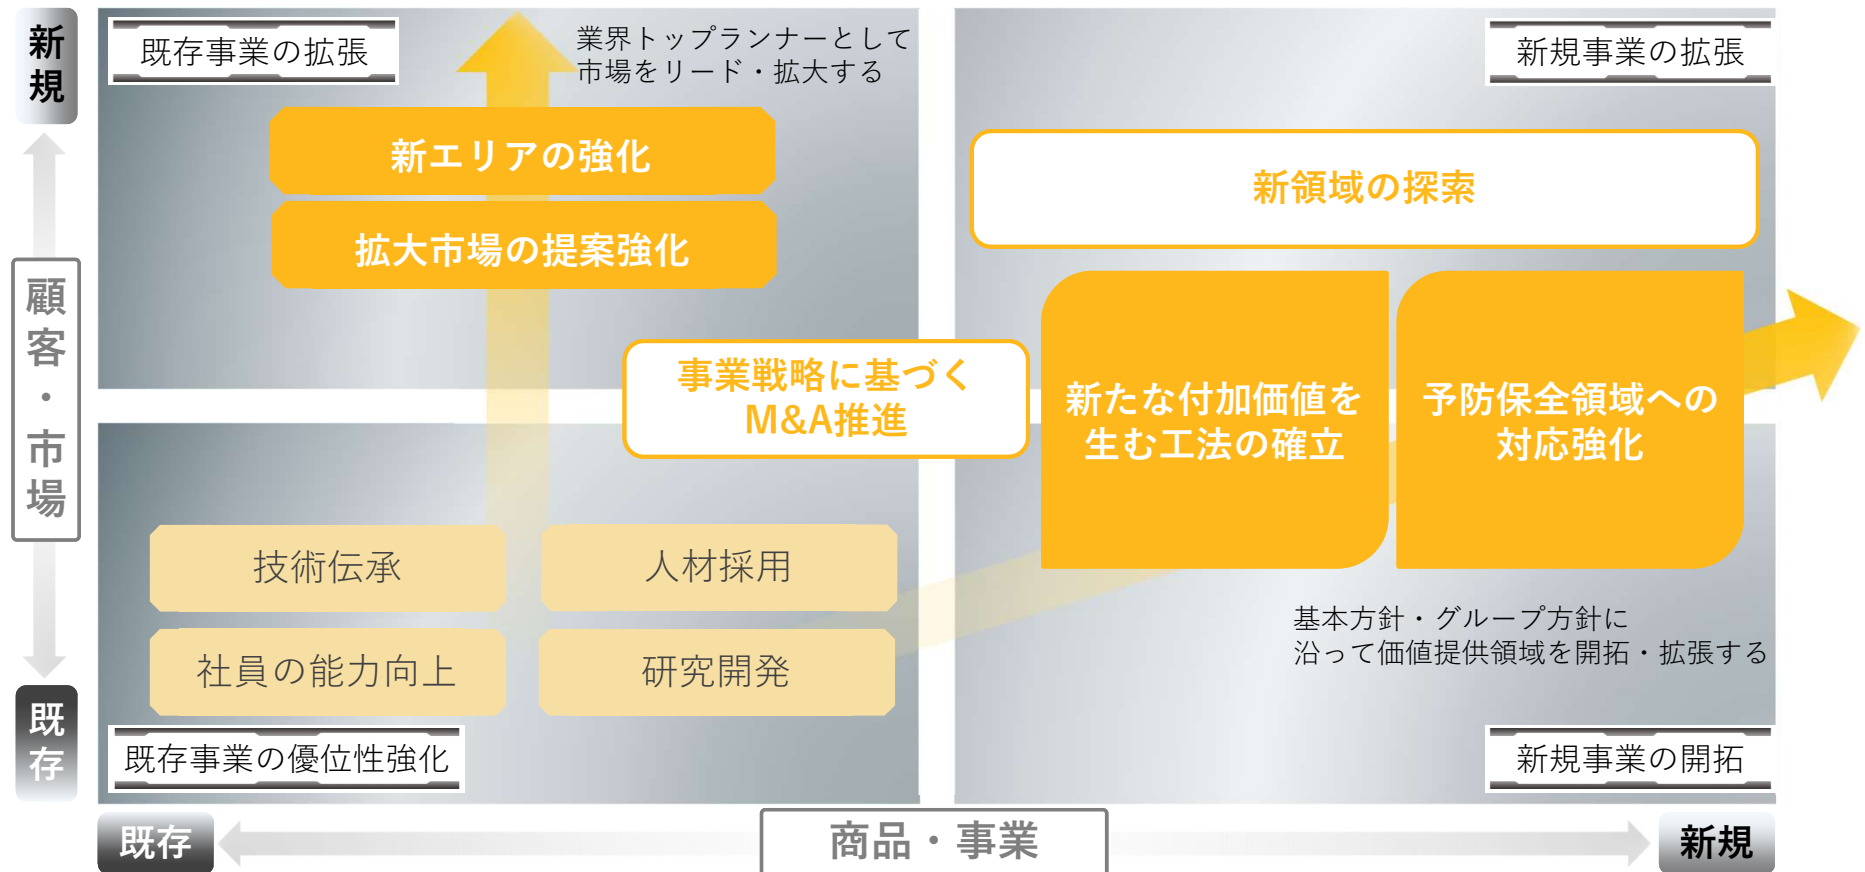 新規
既存事業の拡張
業界トップランナーとして
市場をリード・拡大する
新規事業の拡張
新エリアの強化
拡大市場の提案強化
新領域の探索
顧客・市場
事業戦略に基づく
M&A推進
新たな付加価値を
生む工法の確立
予防保全領域への
対応強化
技術伝承
人材採用
社員の能力向上
研究開発
基本方針・グループ方針に
沿って価値提供領域を開拓・拡張する
既存
既存事業の優位性強化
新規事業の開拓
既存
商品・事業
新規